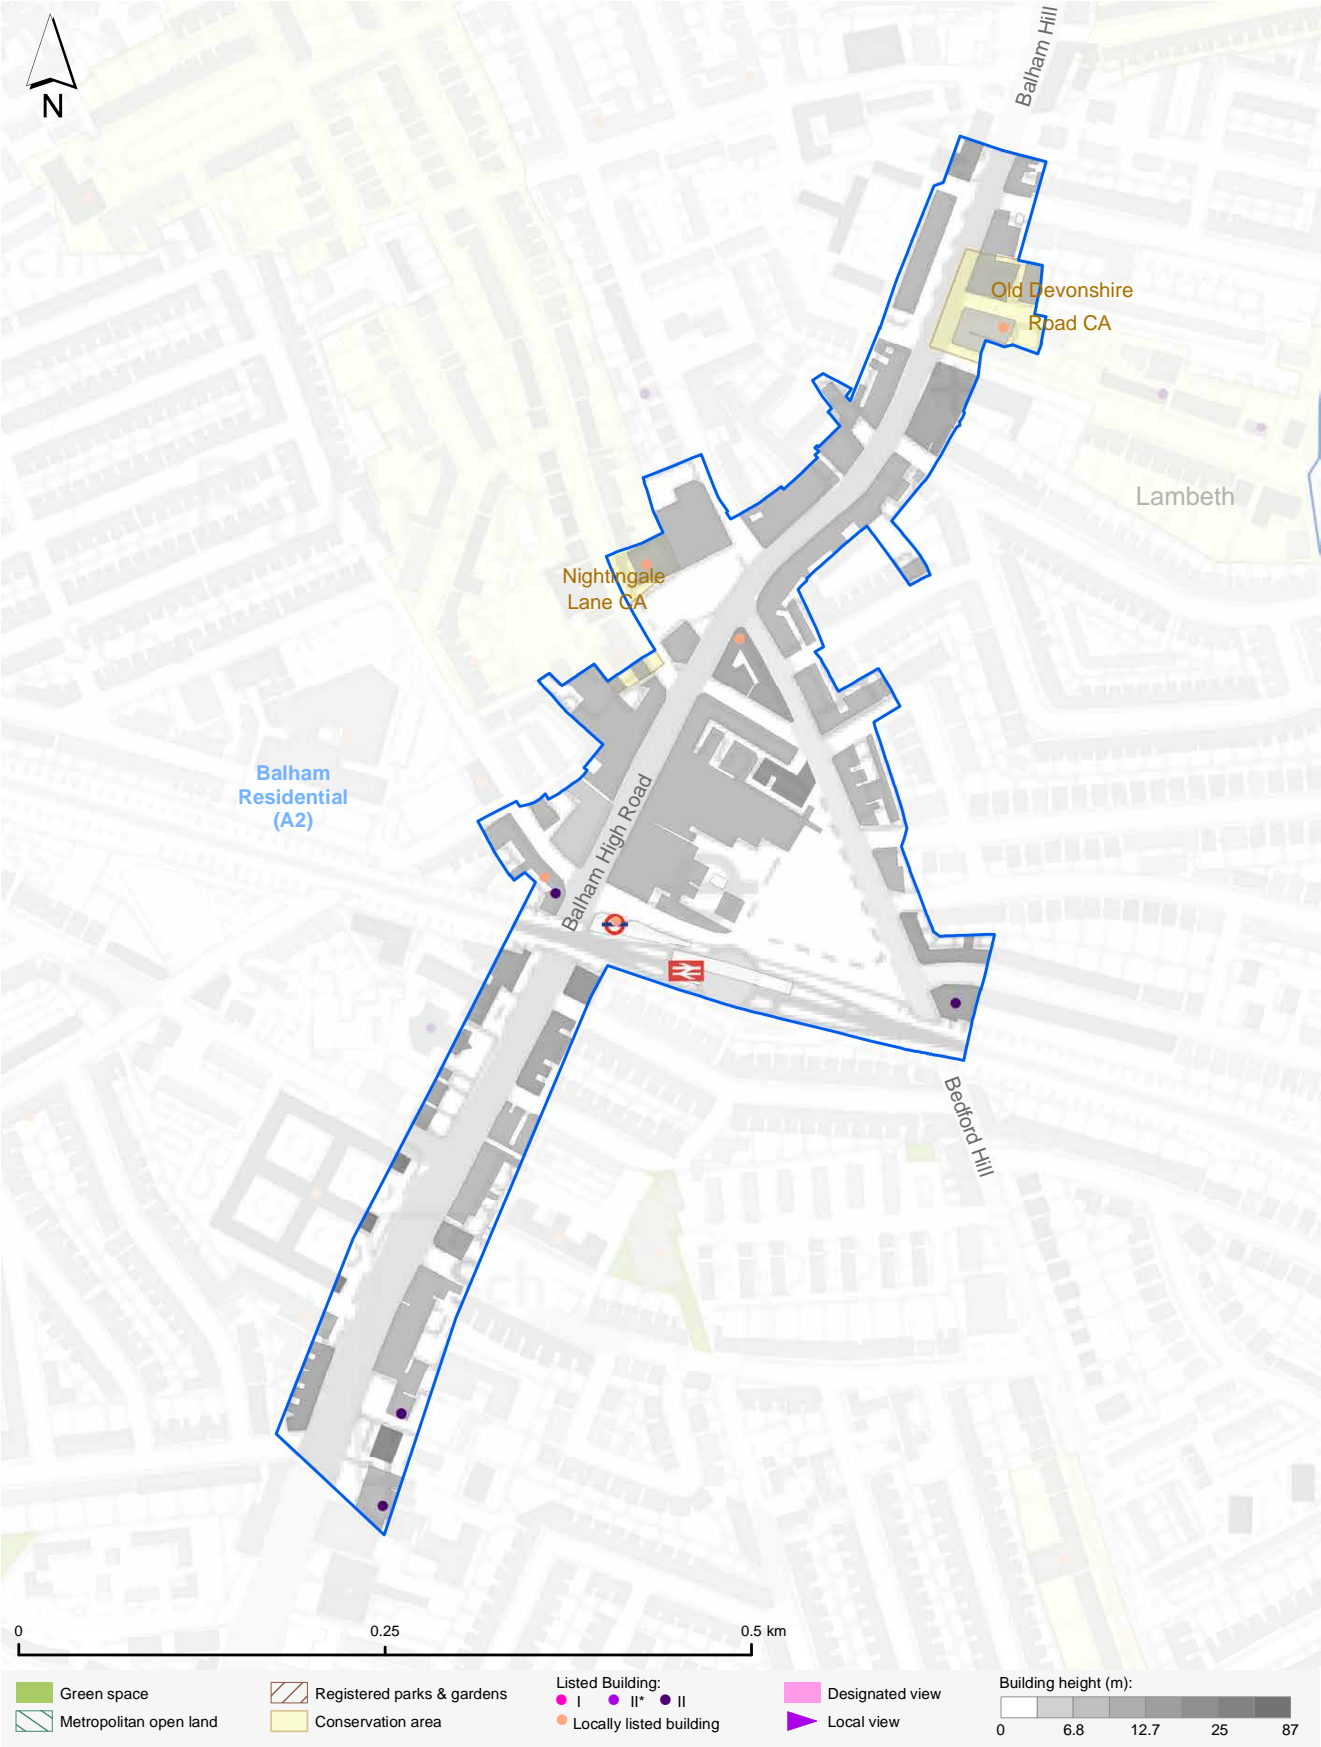 Balham Hill
N
Old Devonshire
Road CA
Lambeth
Nightingale
Lane CA
Balham
Residential
(A2)
Balham High Road
Bedford Hill
0 0.25 0.5 km
Green space
Metropolitan open land
Registered parks & gardens
Conservation area
Listed Building:
I II* II
Locally listed building
Designated view
Local view
Building height (m):
0 6.8 12.7 25 87